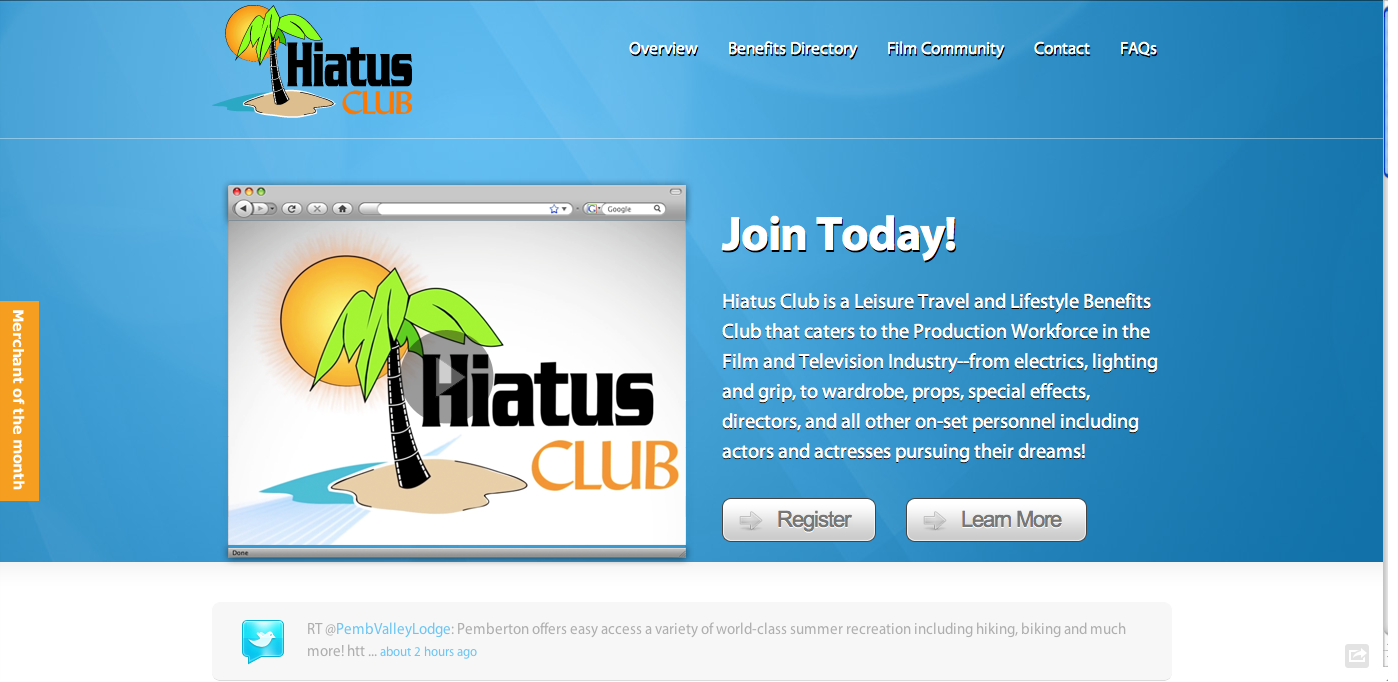 Hiatus
CLUB
Overview Benefits Directory Film Community Contact FAQs
Google
Hiatus
CLUB
Done
Join Today!
Hiatus Club is a Leisure Travel and Lifestyle Benefits
Club that caters to the Production Workforce in the
Film and Television Industry--from electrics, lighting
and grip, to wardrobe, props, special effects,
directors, and all other on-set personnel including
actors and actresses pursuing their dreams!
Register Learn More
Merchant of the month
RT @PembValleyLodge: Pemberton offers easy access a variety of world-class summer recreation including hiking, biking and much
more! htt ... about 2 hours ago